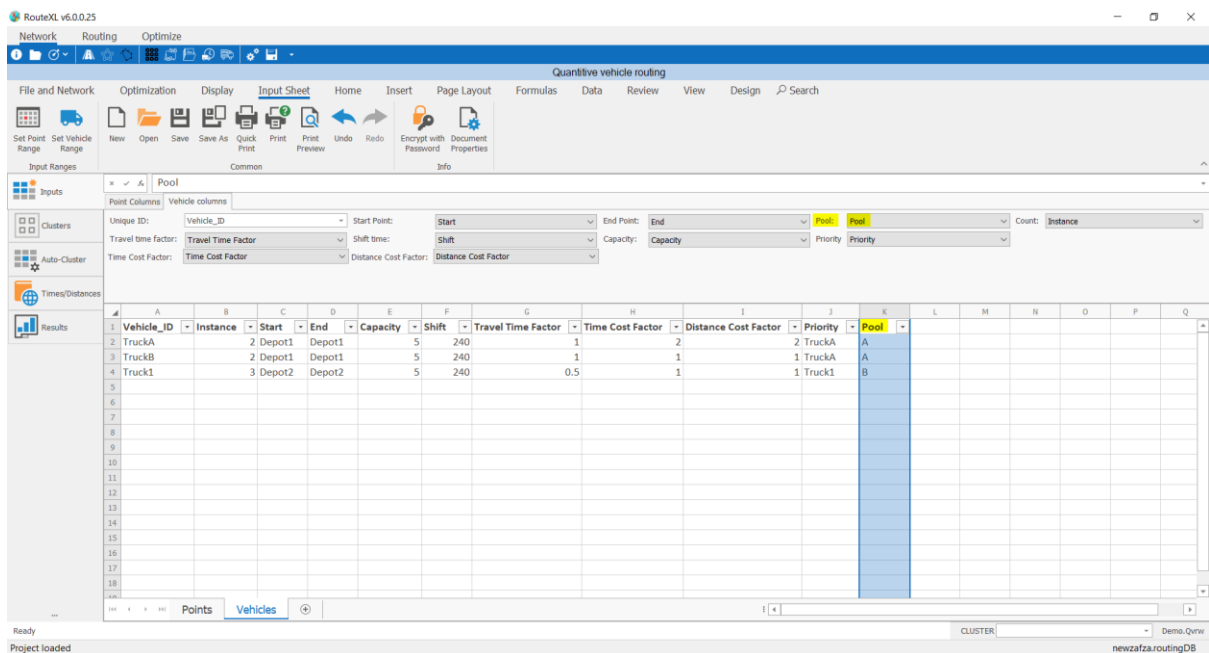 RouteXL v6.0.0.25
Network Routing Optimize
Quantitive vehicle routing
File and Network Optimization Display Input Sheet Home Insert Page Layout Formulas Data Review View Design Search
Set Point Range Set Vehicle Range New Open Save Save As Quick Print Print Print Preview Undo Redo Encrypt with Password Document Properties
Input Ranges Common Info
Inputs
Pool
Point Columns Vehicle columns
Clusters
Unique ID: Vehicle_ID Start Point: Start End Point: End Pool: Pool Count: Instance
Travel time factor: Travel Time Factor Shift time: Shift Capacity: Capacity Priority Priority
Auto-Cluster
Time Cost Factor: Time Cost Factor Distance Cost Factor: Distance Cost Factor
Times/Distances
Results
A B C D E F G H I J K L M N O P Q
1 Vehicle_ID Instance Start End Capacity Shift Travel Time Factor Time Cost Factor Distance Cost Factor Priority Pool
2 TruckA 2 Depot1 Depot1 5 240 1 2 2 TruckA A
3 TruckB 2 Depot1 Depot1 5 240 1 1 1 TruckA A
4 Truck1 3 Depot2 Depot2 5 240 0.5 1 1 Truck1 B
5
6
7
8
9
10
11
12
13
14
15
16
17
18
... Points Vehicles
Ready CLUSTER Demo.Qvrw
Project loaded newzafza.routingDB